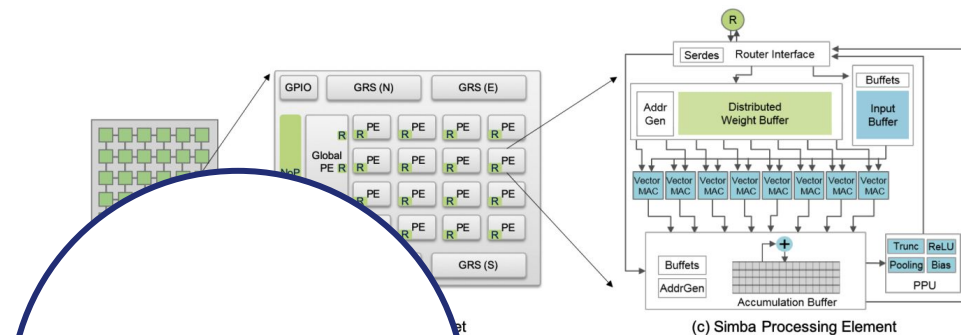 R
Serdes Router Interface
GPIO GRS (N) GRS (E)
Buffets
Addr Gen
Distributed Weight Buffer
Input Buffer
R PE R PE R PE R PE
R
Global PE R
R PE R PE R PE R PE
PE R PE R PE R PE
R PE R PE R PE
GRS (S)
Vector MAC Vector MAC Vector MAC Vector MAC Vector MAC Vector MAC Vector MAC Vector MAC
+
Buffets
AddrGen
Accumulation Buffer
Trunc ReLU
Pooling Bias
PPU
(c) Simba Processing Element